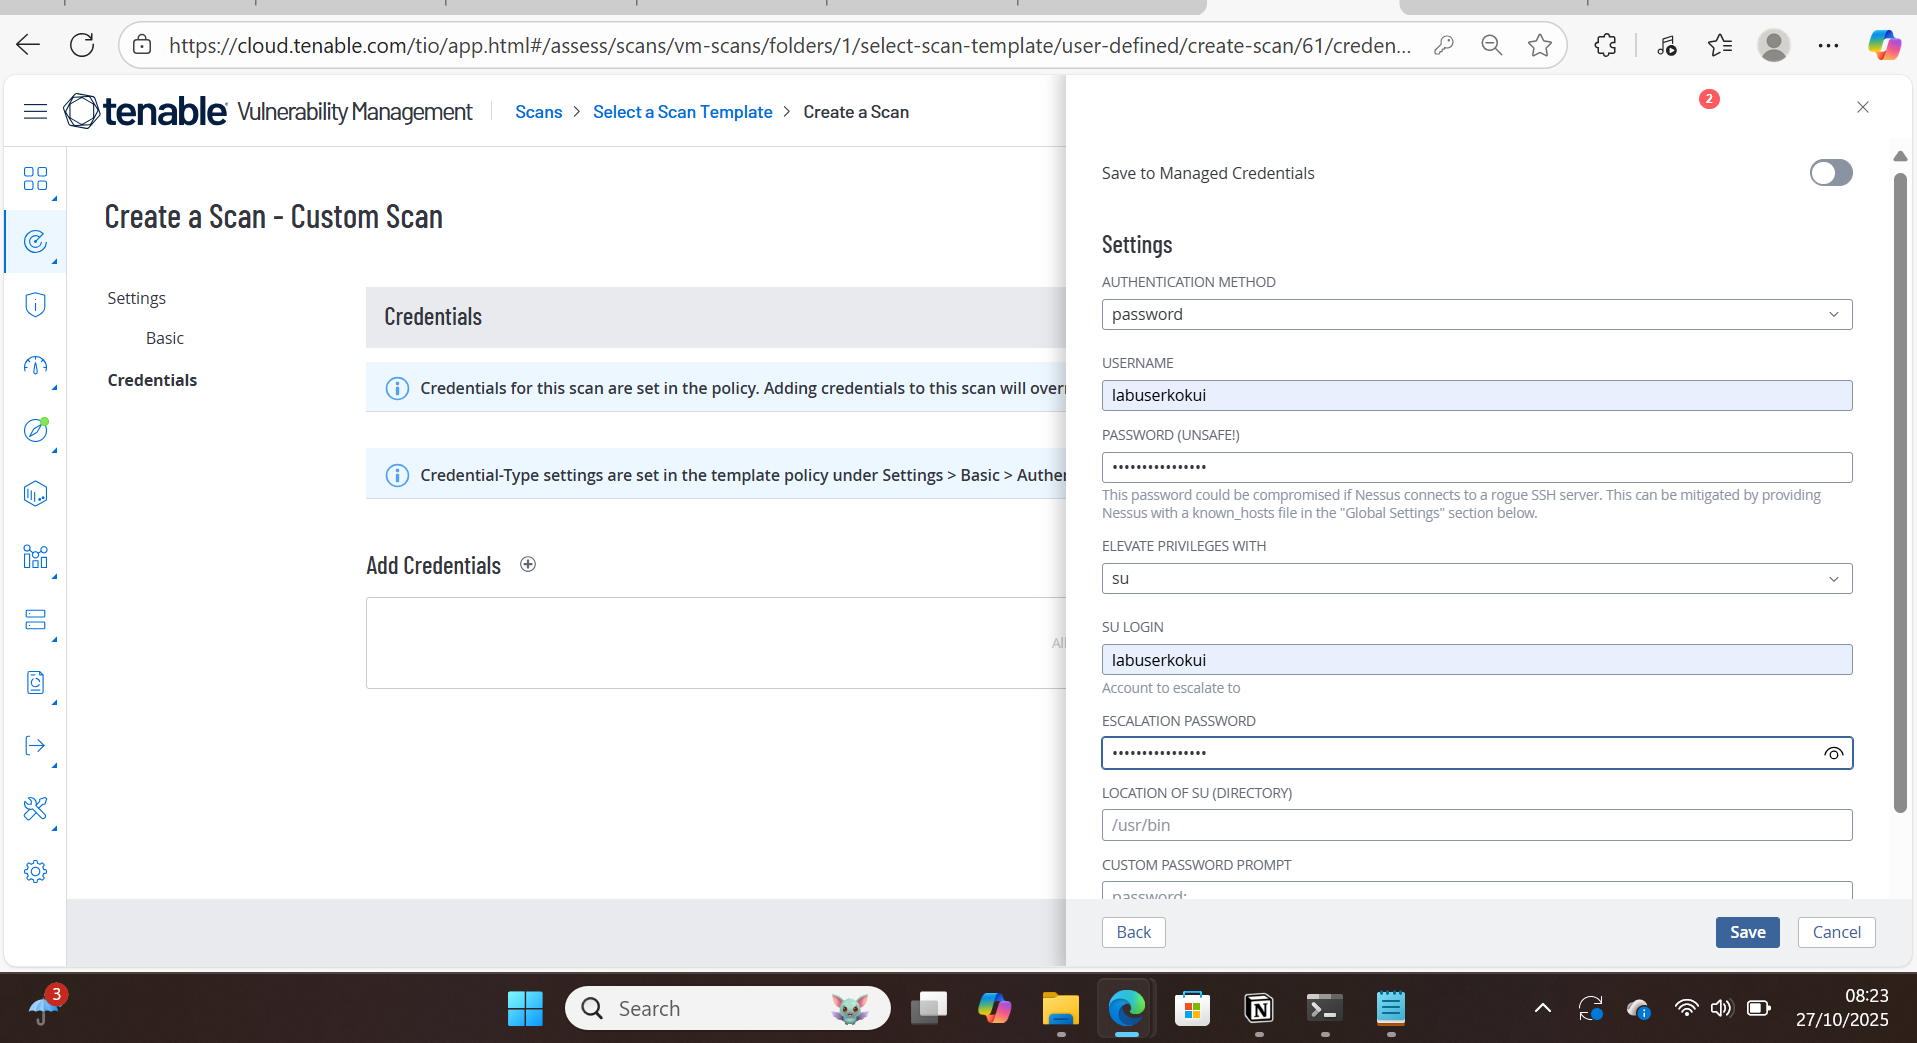 https://cloud.tenable.com/tio/app.html#/assess/scans/vm-scans/folders/1/select-scan-template/user-defined/create-scan/61/creden...
tenable Vulnerability Management
Scans > Select a Scan Template > Create a Scan
2
Create a Scan - Custom Scan
Settings
Basic
Credentials
Credentials
Credentials for this scan are set in the policy. Adding credentials to this scan will over
Credential-Type settings are set in the template policy under Settings > Basic > Authe
Add Credentials
All
Save to Managed Credentials
Settings
AUTHENTICATION METHOD
password
USERNAME
labuserkokui
PASSWORD (UNSAFE!)
••••••••••••••••
This password could be compromised if Nessus connects to a rogue SSH server. This can be mitigated by providing
Nessus with a known_hosts file in the "Global Settings" section below.
ELEVATE PRIVILEGES WITH
su
SU LOGIN
labuserkokui
Account to escalate to
ESCALATION PASSWORD
••••••••••••••••
LOCATION OF SU (DIRECTORY)
/usr/bin
CUSTOM PASSWORD PROMPT
password:
Back
Save
Cancel
3
Search
08:23
27/10/2025